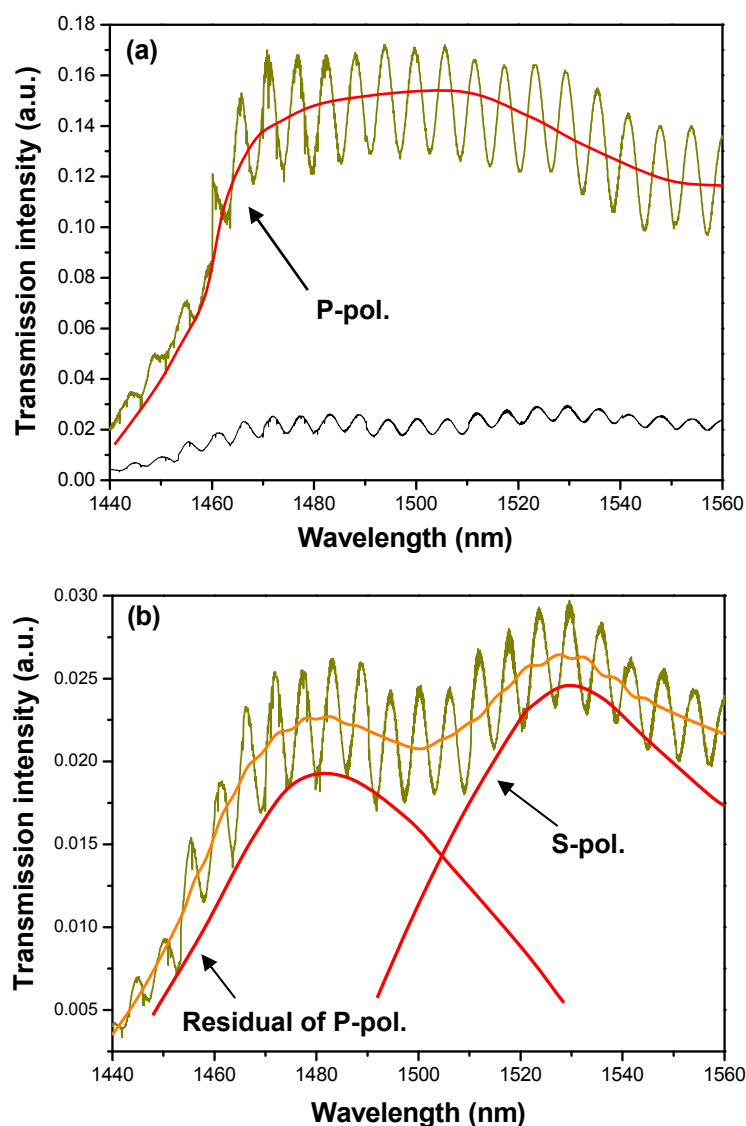 (a)
Transmission intensity (a.u.)
0.18
0.16
0.14
0.12
0.10
0.08
0.06
0.04
0.02
0.00
P-pol.
1440 1460 1480 1500 1520 1540 1560
Wavelength (nm)
(b)
Transmission intensity (a.u.)
0.030
0.025
0.020
0.015
0.010
0.005
S-pol.
Residual of P-pol.
1440 1460 1480 1500 1520 1540 1560
Wavelength (nm)